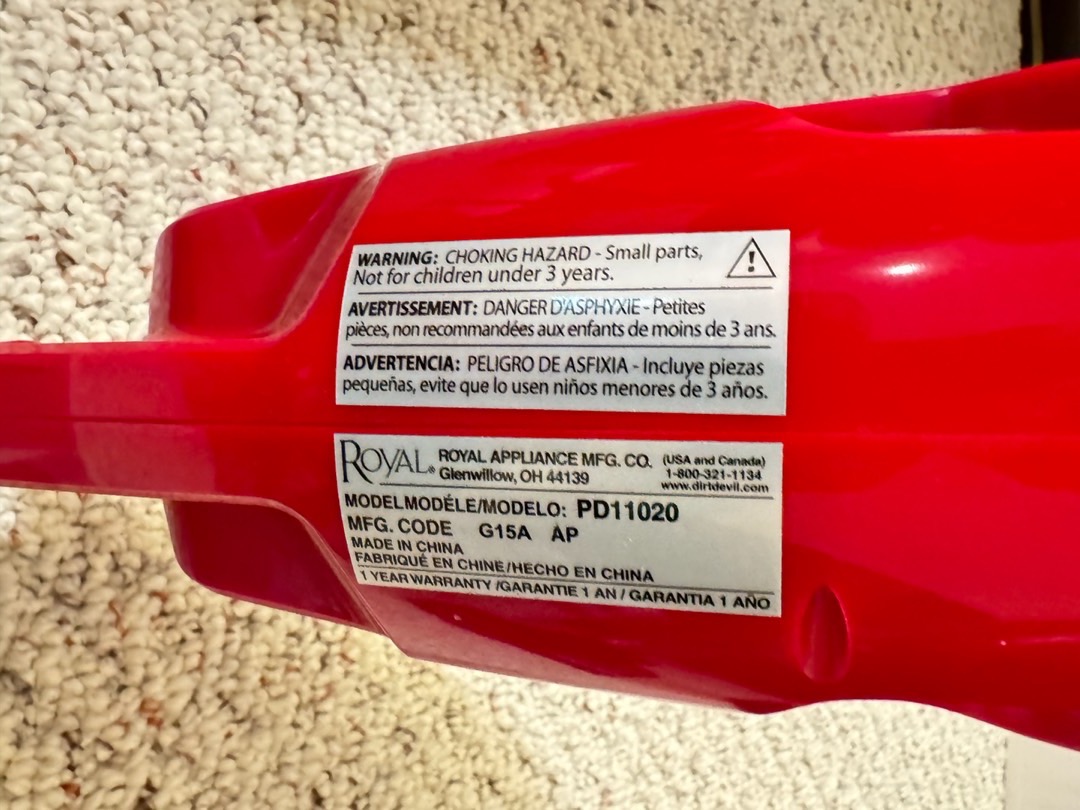 WARNING: CHOKING HAZARD - Small parts,
Not for children under 3 years.
AVERTISSEMENT: DANGER D'ASPHYXIE - Petites
pièces, non recommandées aux enfants de moins de 3 ans.
ADVERTENCIA: PELIGRO DE ASFIXIA - Incluye piezas
pequeñas, evite que lo usen niños menores de 3 años.
ROYAL® ROYAL APPLIANCE MFG. CO. (USA and Canada)
Glenwillow, OH 44139 1-800-321-1134
www.dirtdevil.com
MODELMODÉLE/MODELO: PD11020
MFG. CODE G15A AP
MADE IN CHINA
FABRIQUÉ EN CHINE/HECHO EN CHINA
1 YEAR WARRANTY /GARANTIE 1 AN / GARANTIA 1 AÑO